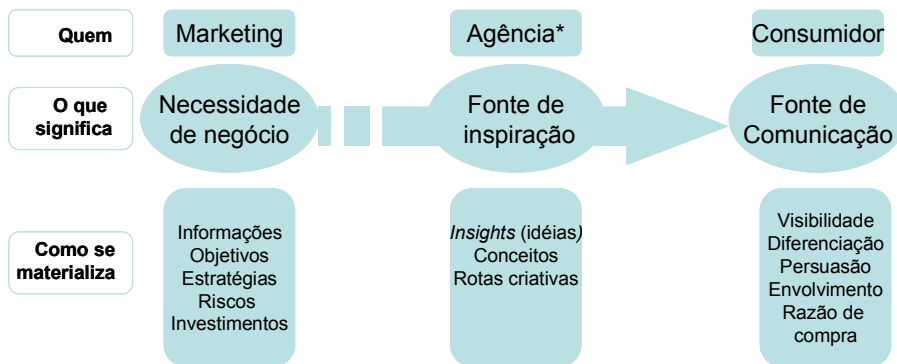 Quem
Marketing
Agência*
Consumidor
O que
significa
Necessidade
de negócio
Fonte de
inspiração
Fonte de
Comunicação
Como se
materializa
Informações
Objetivos
Estratégias
Riscos
Investimentos
Insights (idéias)
Conceitos
Rotas criativas
Visibilidade
Diferenciação
Persuasão
Envolvimento
Razão de
compra